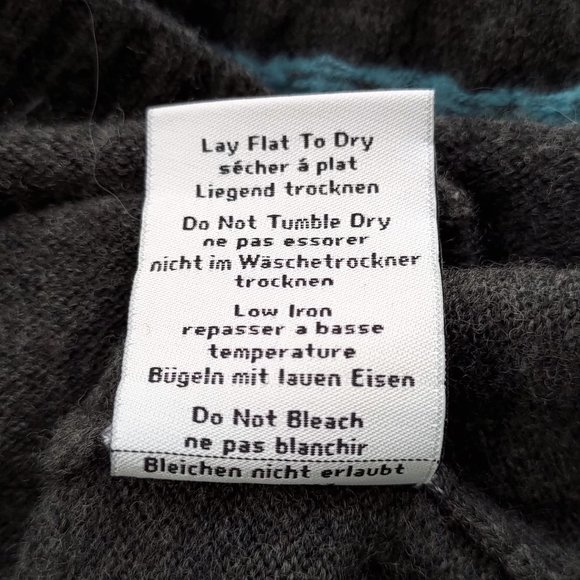 Lay Flat To Dry
sécher á plat
Liegend trocknen
Do Not Tumble Dry
ne pas essorer
nicht im Wäschetrockner
trocknen
Low Iron
repasser a basse
temperature
Bügeln mit lauen Eisen
Do Not Bleach
ne pas blanchir
Bleichen nicht erlaubt